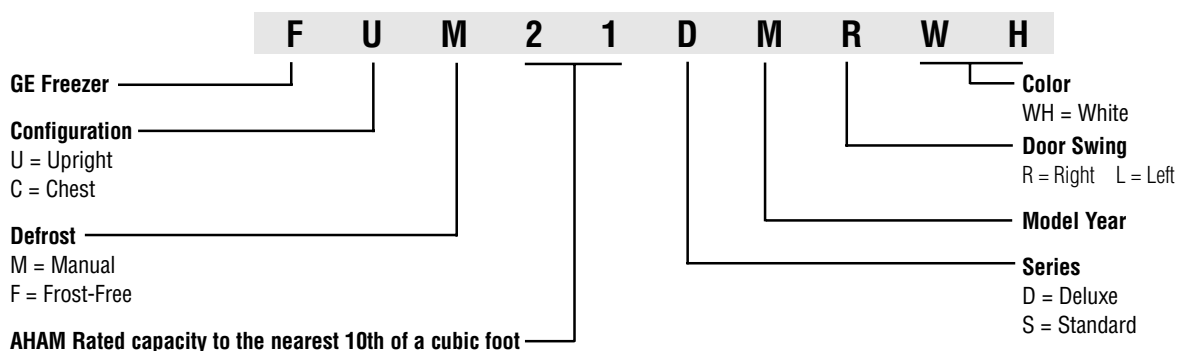 F U M 2 1 D M R W H
GE Freezer
Configuration
U = Upright
C = Chest
Defrost
M = Manual
F = Frost-Free
AHAM Rated capacity to the nearest 10th of a cubic foot
Color
WH = White
Door Swing
R = Right L = Left
Model Year
Series
D = Deluxe
S = Standard